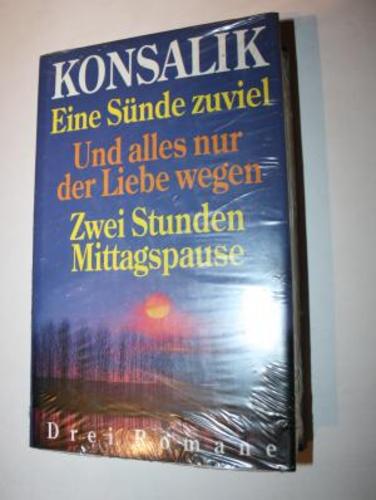 KONSALIK
Eine Sünde zuviel
Und alles nur
der Liebe wegen
Zwei Stunden
Mittagspause
Drei Romane